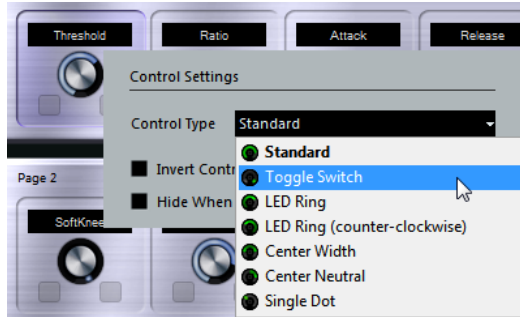 Threshold
Ratio
Attack
Release
Control Settings
Control Type
Standard
Standard
Invert Contr
Toggle Switch
Page 2
Hide When
LED Ring
SoftKnee
LED Ring (counter-clockwise)
Center Width
Center Neutral
Single Dot